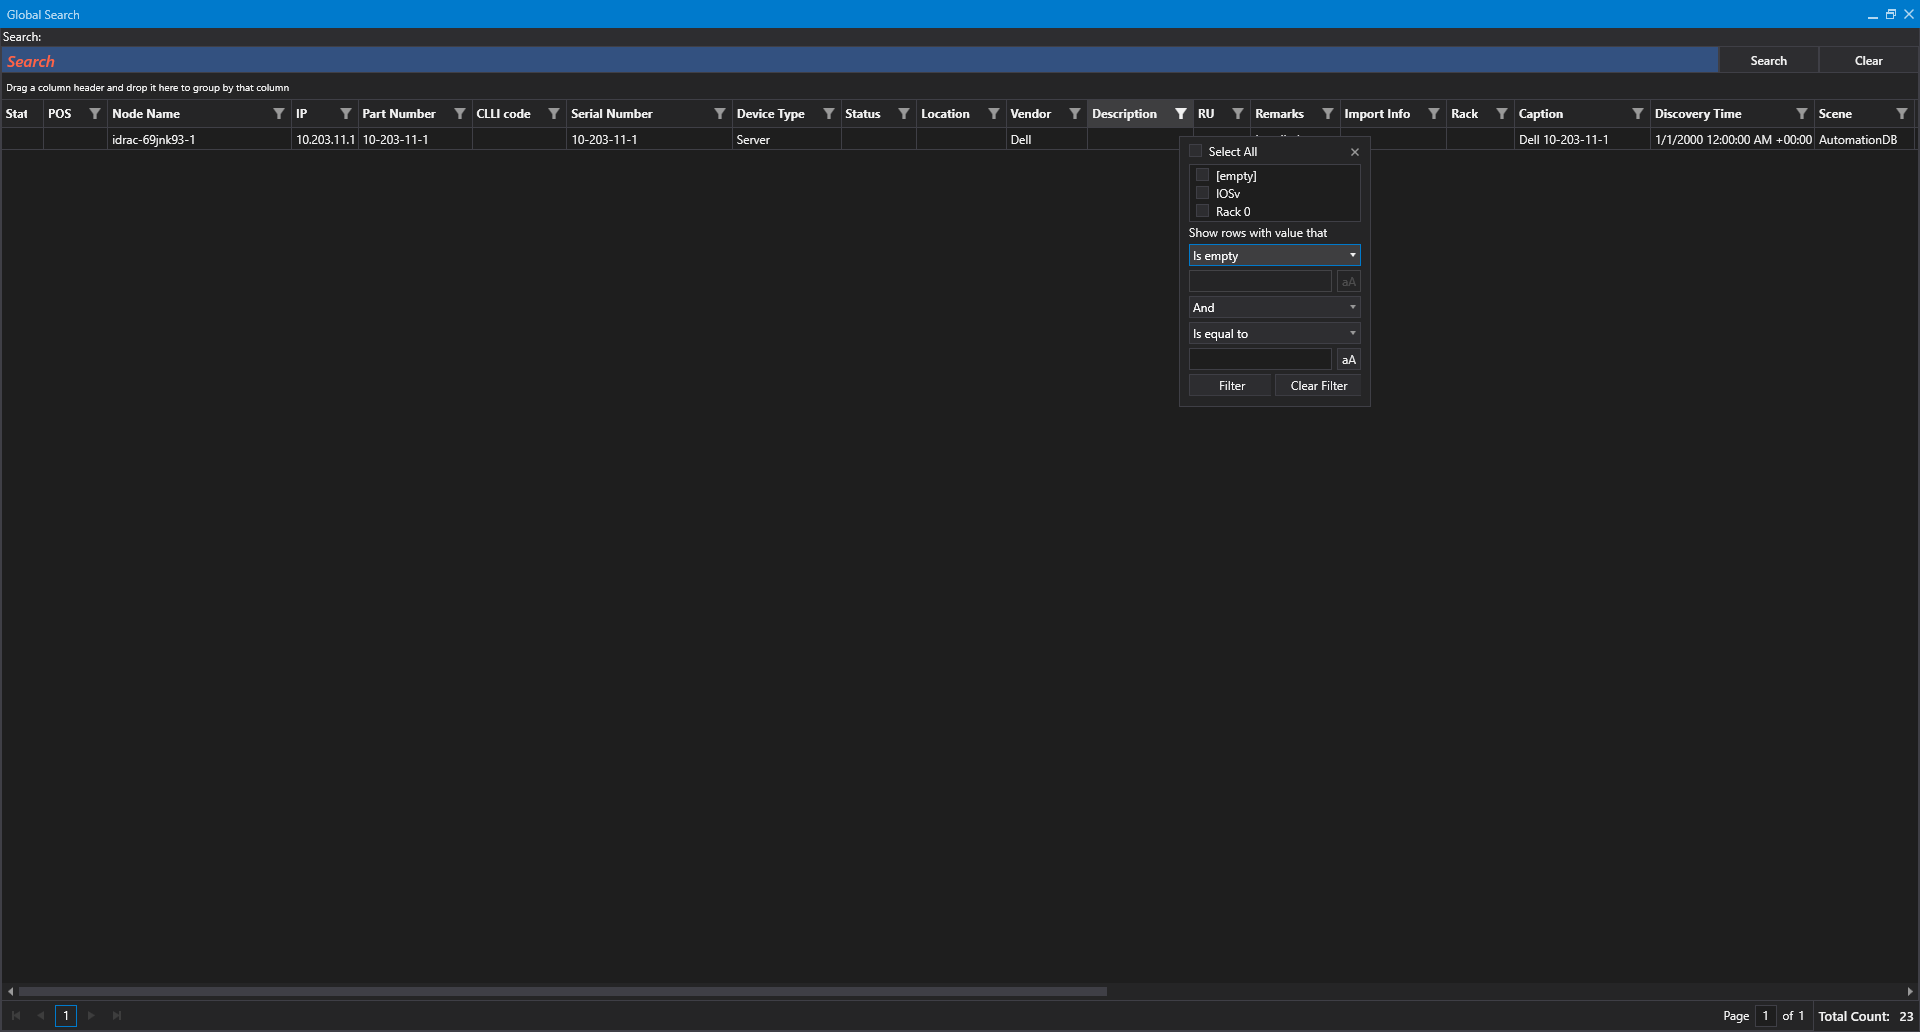 Global Search
Search:
Search
Search Clear
Drag a column header and drop it here to group by that column
Stat POS Node Name IP Part Number CLLI code Serial Number Device Type Status Location Vendor Description RU Remarks Import Info Rack Caption Discovery Time Scene
idrac-69jnk93-1 10.203.11.1 10-203-11-1 10-203-11-1 Server Dell Dell 10-203-11-1 1/1/2000 12:00:00 AM +00:00 AutomationDB
Select All
[empty]
IOSv
Rack 0
Show rows with value that
Is empty
aA
And
Is equal to
aA
Filter Clear Filter
1 Page 1 of 1 Total Count: 23